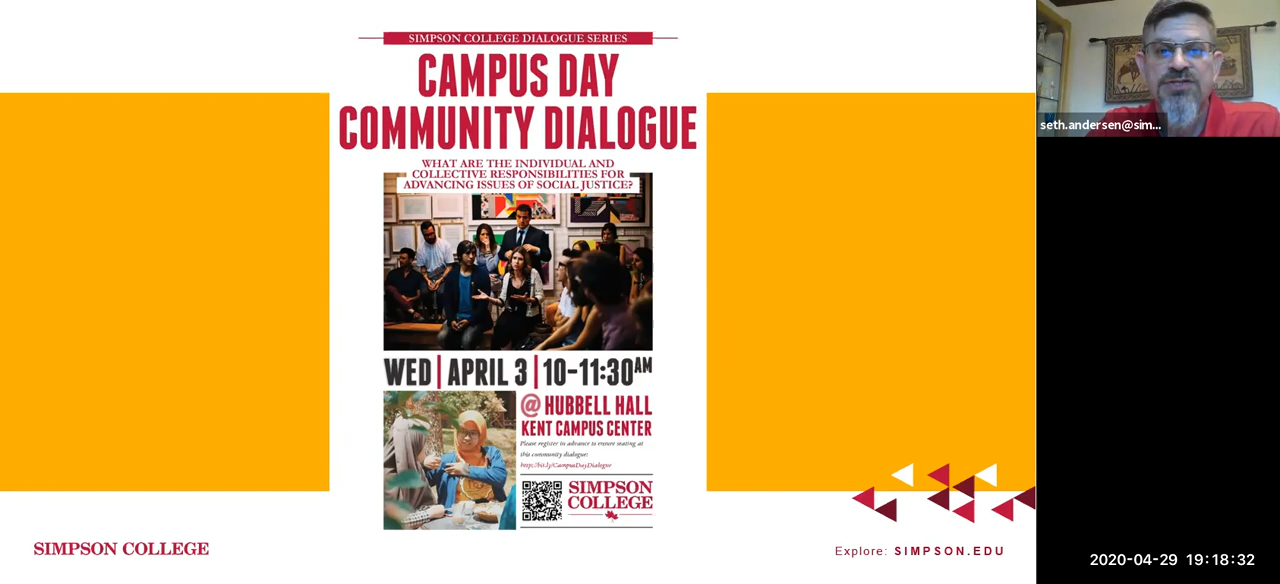 SIMPSON COLLEGE DIALOGUE SERIES
CAMPUS DAY
COMMUNITY DIALOGUE
WHAT ARE THE INDIVIDUAL AND
COLLECTIVE RESPONSIBILITIES FOR
ADVANCING ISSUES OF SOCIAL JUSTICE?
WED | APRIL 3 | 10-11:30AM
@ HUBBELL HALL
KENT CAMPUS CENTER
Please register in advance to ensure seating at
this community dialogue:
http://bit.ly/CampusDayDialogue
SIMPSON
COLLEGE
SIMPSON COLLEGE
Explore: SIMPSON.EDU
seth.andersen@sim...
2020-04-29 19:18:32